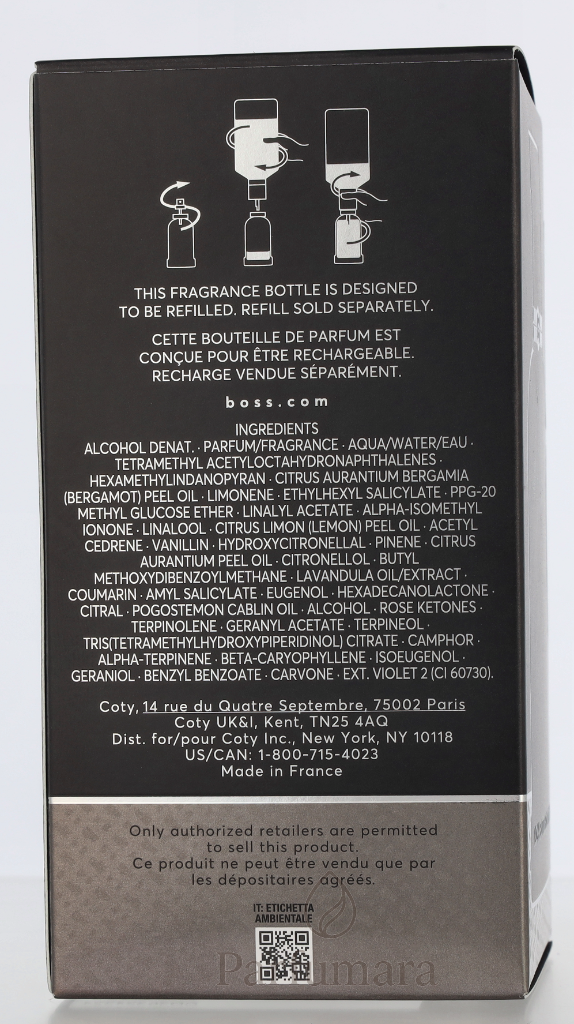 THIS FRAGRANCE BOTTLE IS DESIGNED
TO BE REFILLED. REFILL SOLD SEPARATELY.
CETTE BOUTEILLE DE PARFUM EST
CONÇUE POUR ÊTRE RECHARGEABLE.
RECHARGE VENDUE SÉPARÉMENT.
boss.com
INGREDIENTS
ALCOHOL DENAT. · PARFUM/FRAGRANCE · AQUA/WATER/EAU ·
TETRAMETHYL ACETYLOCTAHYDRONAPHTHALENES ·
HEXAMETHYLINDANOPYRAN · CITRUS AURANTIUM BERGAMIA
(BERGAMOT) PEEL OIL · LIMONENE · ETHYLHEXYL SALICYLATE · PPG-20
METHYL GLUCOSE ETHER · LINALYL ACETATE · ALPHA-ISOMETHYL
IONONE · LINALOOL · CITRUS LIMON (LEMON) PEEL OIL · ACETYL
CEDRENE · VANILLIN · HYDROXYCITRONELLAL · PINENE · CITRUS
AURANTIUM PEEL OIL · CITRONELLOL · BUTYL
METHOXYDIBENZOYLMETHANE · LAVANDULA OIL/EXTRACT ·
COUMARIN · AMYL SALICYLATE · EUGENOL · HEXADECANOLACTONE ·
CITRAL · POGOSTEMON CABLIN OIL · ALCOHOL · ROSE KETONES ·
TERPINOLENE · GERANYL ACETATE · TERPINEOL ·
TRIS(TETRAMETHYLHYDROXYPIPERIDINOL) CITRATE · CAMPHOR ·
ALPHA-TERPINENE · BETA-CARYOPHYLLENE · ISOEUGENOL ·
GERANIOL · BENZYL BENZOATE · CARVONE · EXT. VIOLET 2 (CI 60730).
Coty, 14 rue du Quatre Septembre, 75002 Paris
Coty UK&I, Kent, TN25 4AQ
Dist. for/pour Coty Inc., New York, NY 10118
US/CAN: 1-800-715-4023
Made in France
Only authorized retailers are permitted
to sell this product.
Ce produit ne peut être vendu que par
les dépositaires agréés.
IT: ETICHETTA
AMBIENTALE